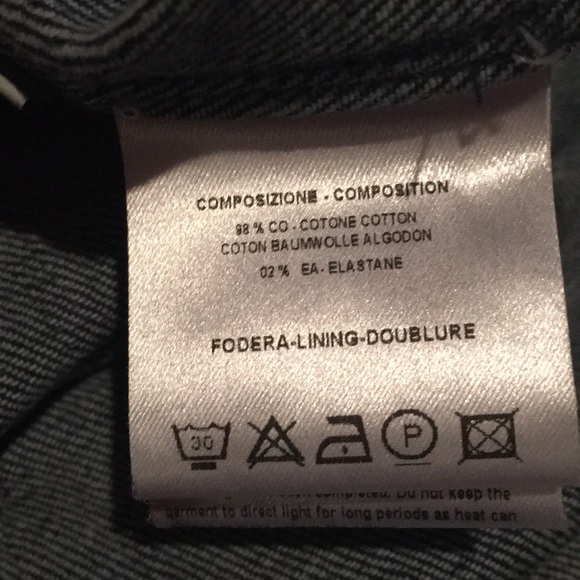 COMPOSIZIONE - COMPOSITION
98 % CO - COTONE COTTON
COTON BAUMWOLLE ALGODON
02 % EA - ELASTANE
FODERA-LINING-DOUBLURE
30
P
completed. Do not keep the
garment to direct light for long periods as heat can